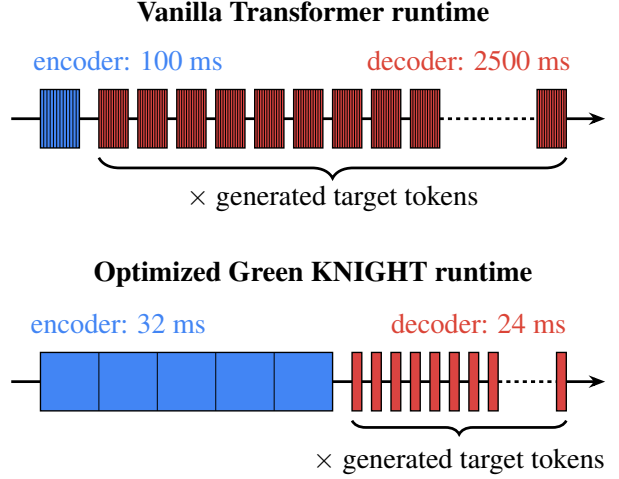 Vanilla Transformer runtime
encoder: 100 ms decoder: 2500 ms
× generated target tokens
Optimized Green KNIGHT runtime
encoder: 32 ms decoder: 24 ms
× generated target tokens